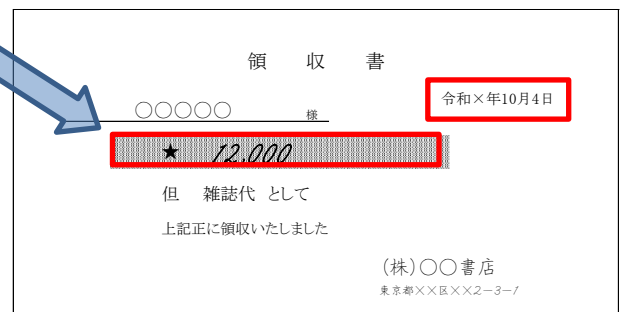 領 収 書
令和×年10月4日
○○○○○ 様
★ 12,000
但 雑誌代 として
上記正に領収いたしました
(株)○○書店
東京都××区××2-3-1